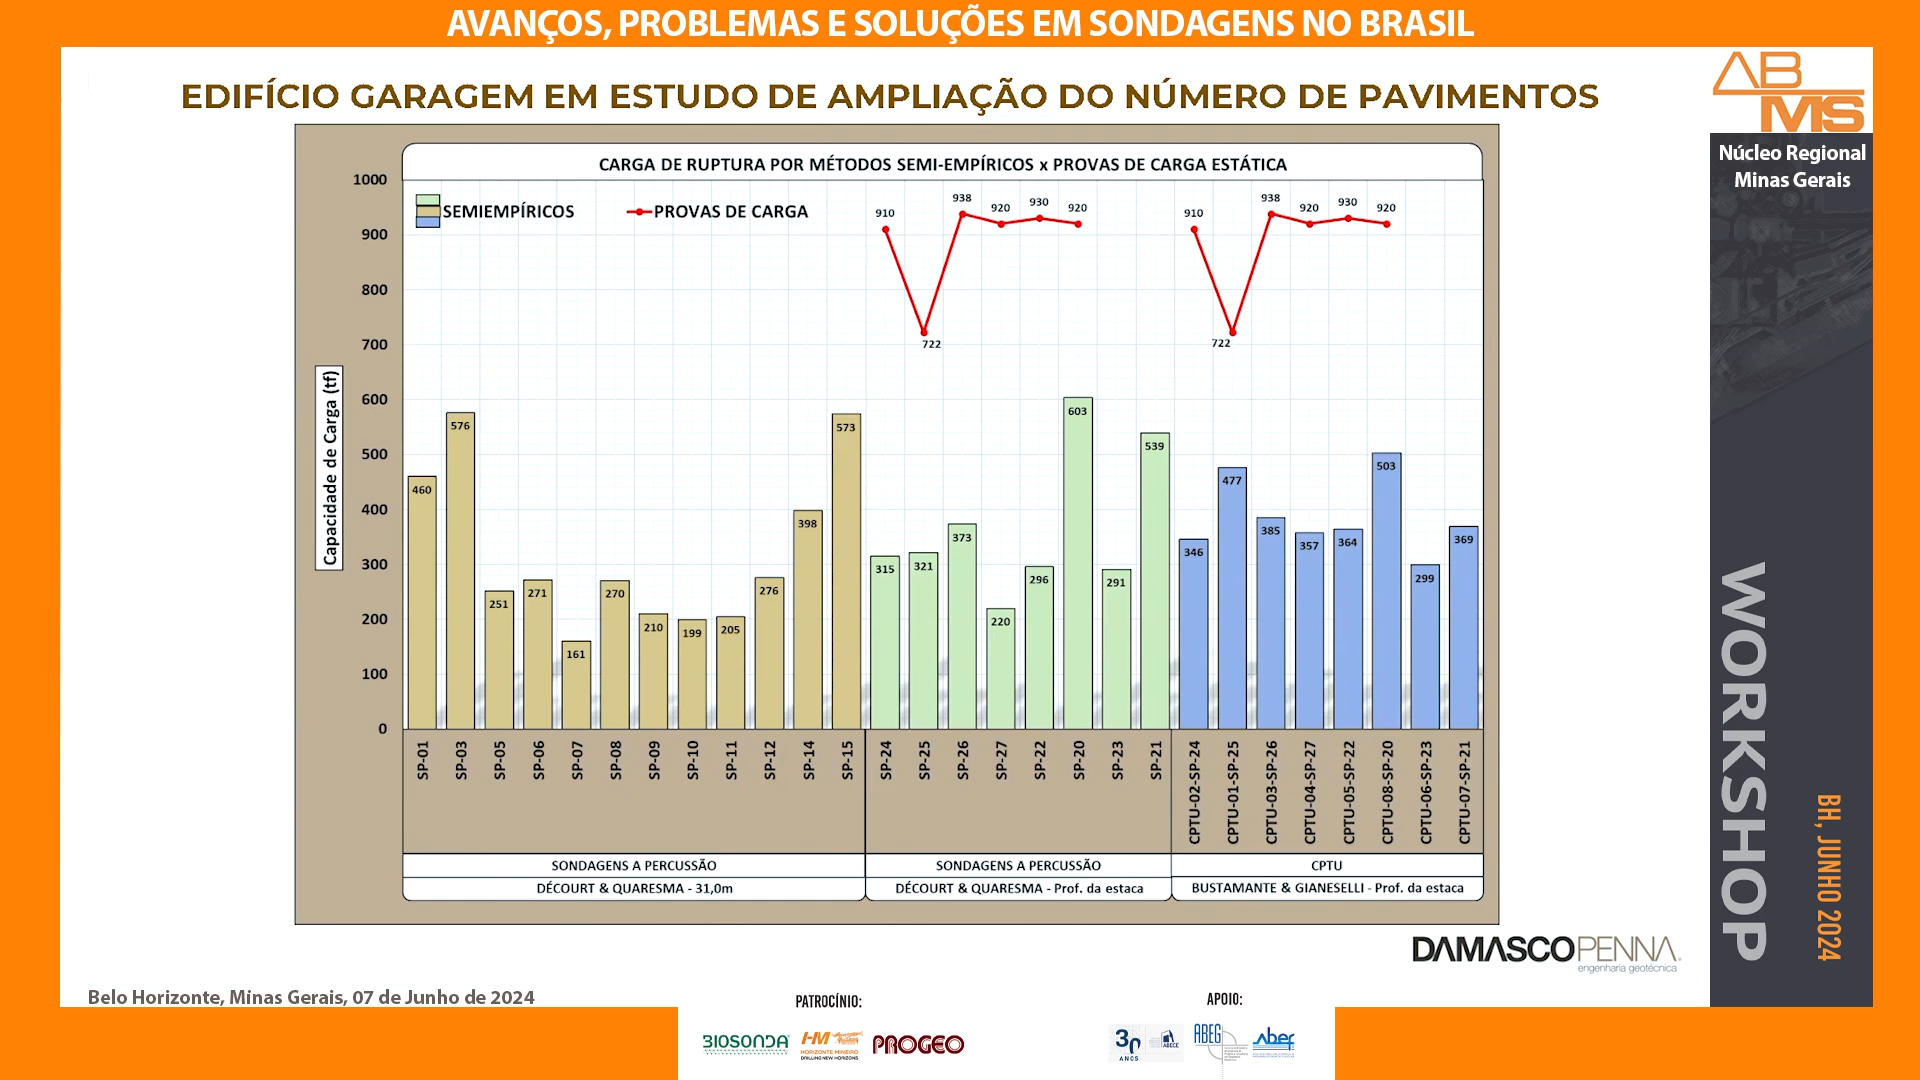 AVANÇOS, PROBLEMAS E SOLUÇÕES EM SONDAGENS NO BRASIL
EDIFÍCIO GARAGEM EM ESTUDO DE AMPLIAÇÃO DO NÚMERO DE PAVIMENTOS
ABMS
Núcleo Regional
Minas Gerais
WORKSHOP
BH, JUNHO 2024
CARGA DE RUPTURA POR MÉTODOS SEMI-EMPÍRICOS x PROVAS DE CARGA ESTÁTICA
SEMIEMPÍRICOS
PROVAS DE CARGA
Capacidade de Carga (tf)
1000
900
800
700
600
500
400
300
200
100
0
910 722 938 920 930 920
910 722 938 920 930 920
460 576 251 271 161 270 210 199 205 276 398 573
315 321 373 220 296 603 291 539
346 477 385 357 364 503 299 369
SP-01 SP-03 SP-05 SP-06 SP-07 SP-08 SP-09 SP-10 SP-11 SP-12 SP-14 SP-15
SP-24 SP-25 SP-26 SP-27 SP-22 SP-20 SP-23 SP-21
CPTU-02-SP-24 CPTU-01-SP-25 CPTU-03-SP-26 CPTU-04-SP-27 CPTU-05-SP-22 CPTU-08-SP-20 CPTU-06-SP-23 CPTU-07-SP-21
SONDAGENS A PERCUSSÃO
DÉCOURT & QUARESMA - 31,0m
SONDAGENS A PERCUSSÃO
DÉCOURT & QUARESMA - Prof. da estaca
CPTU
BUSTAMANTE & GIANESELLI - Prof. da estaca
DAMASCOPENNA
engenharia geotécnica
Belo Horizonte, Minas Gerais, 07 de Junho de 2024
PATROCÍNIO:
BIOSONDA
HM
HORIZONTE MINEIRO
DRILLING NEW HORIZONS
PROGEO
APOIO:
30
ANOS
ABECE
ABEG
abef